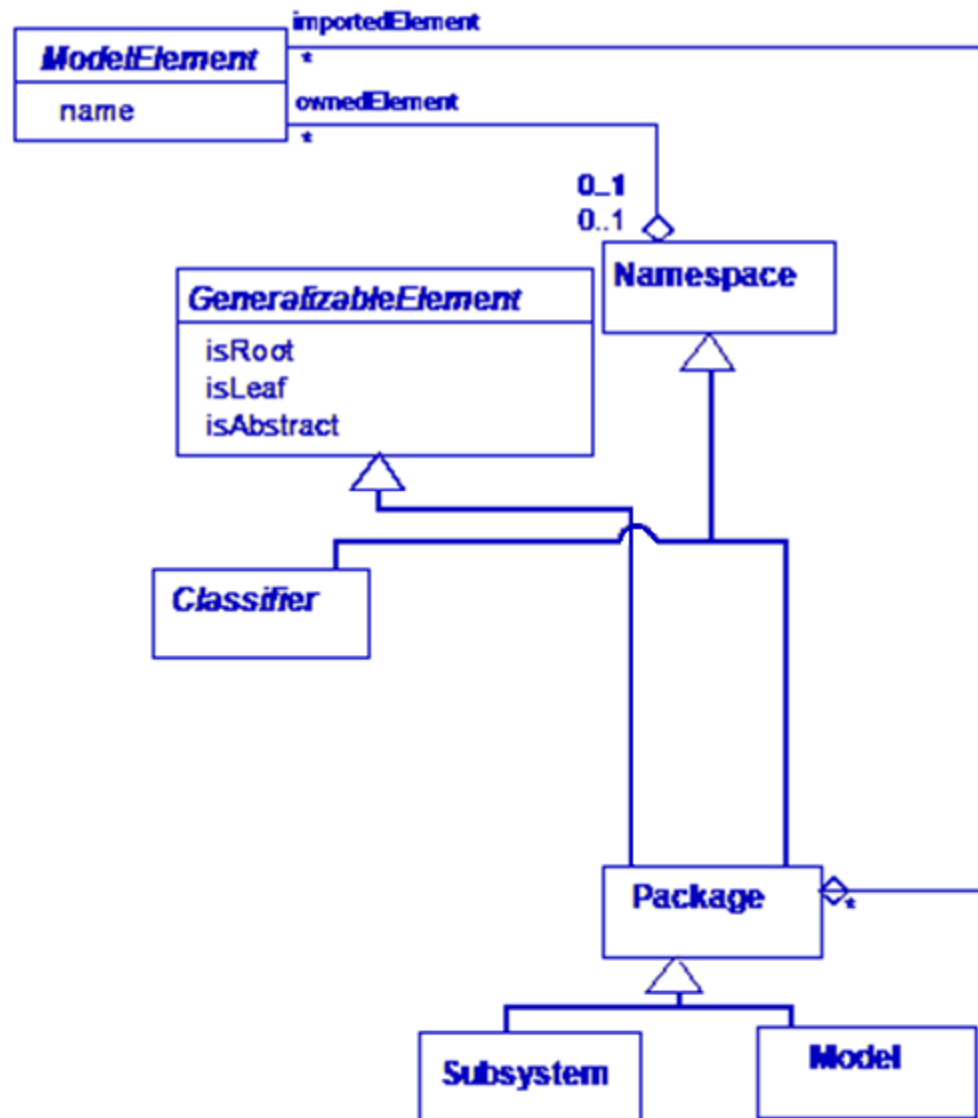 importedElement
*
ModelElement
name
ownedElement
*
0..1
0..1
Namespace
GeneralizableElement
isRoot
isLeaf
isAbstract
Classifier
Package
*
Subsystem
Model